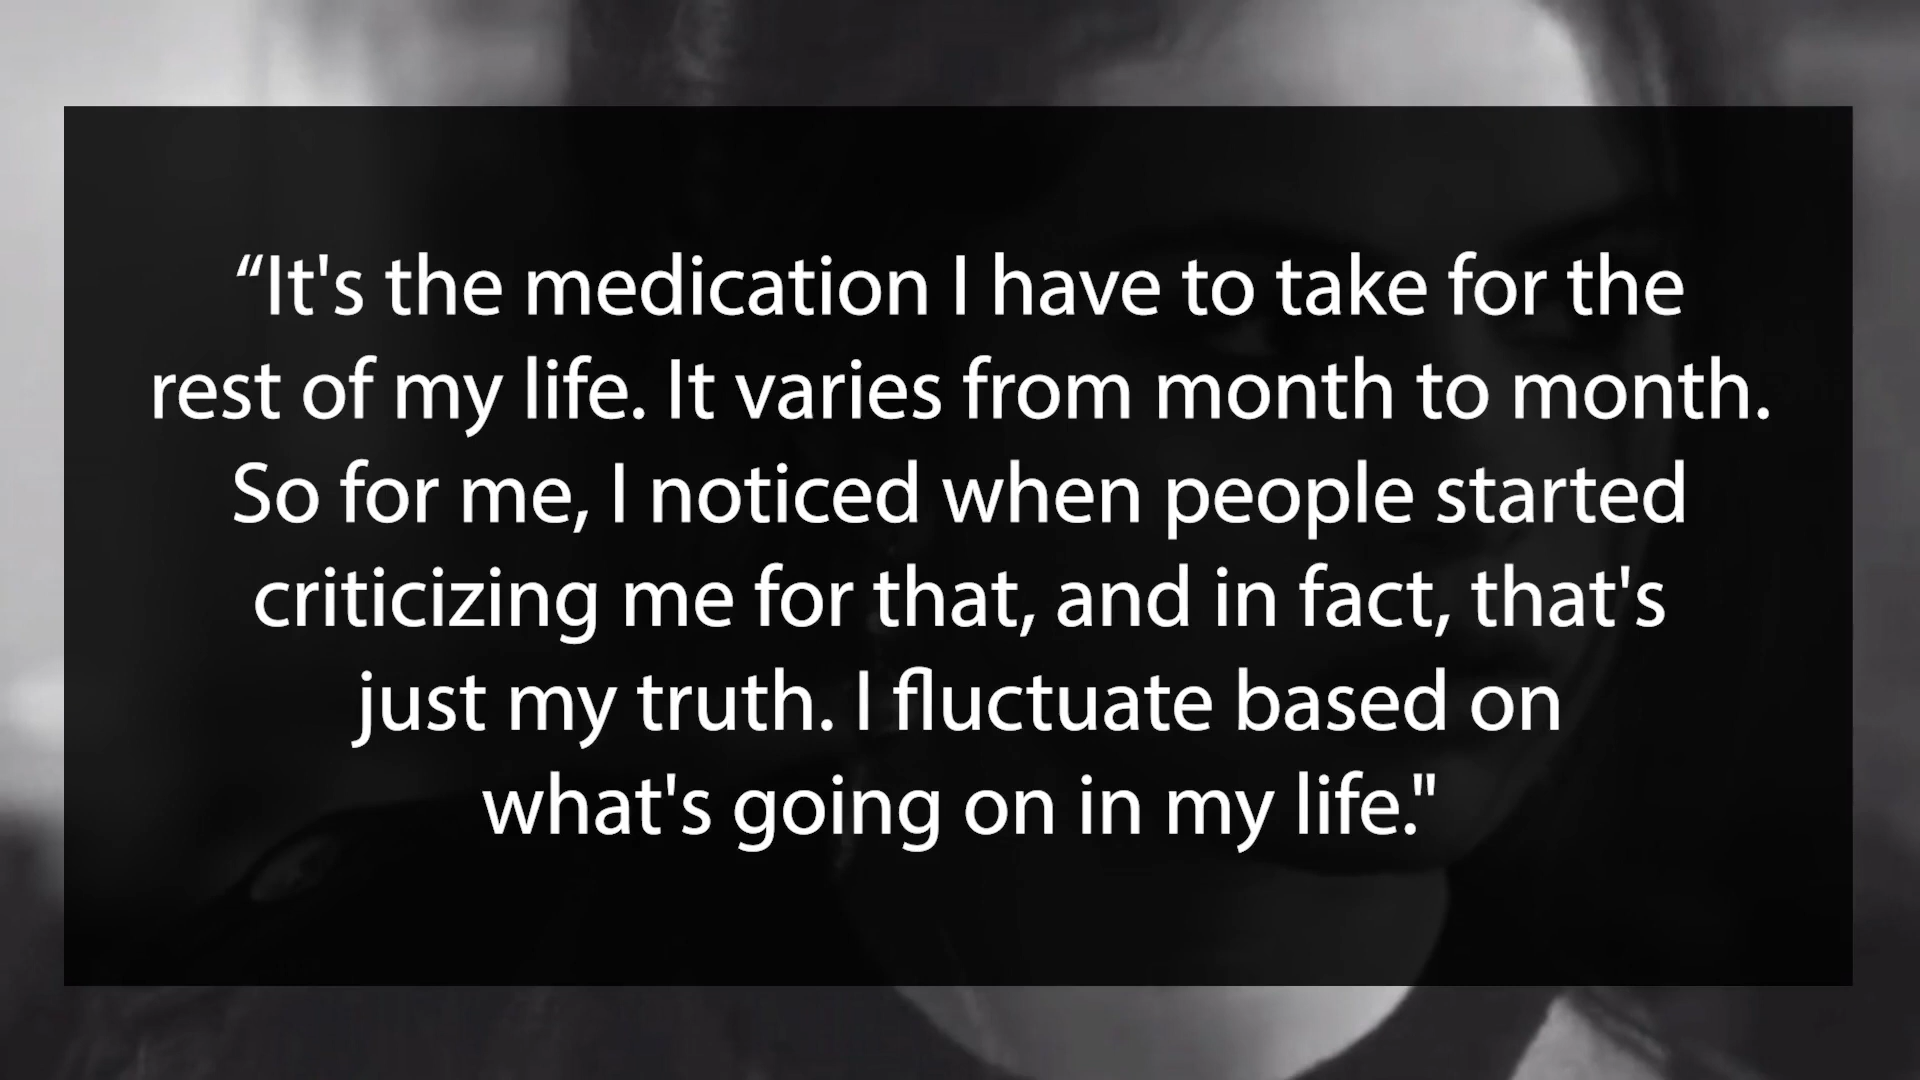 “It's the medication I have to take for the
rest of my life. It varies from month to month.
So for me, I noticed when people started
criticizing me for that, and in fact, that's
just my truth. I fluctuate based on
what's going on in my life."